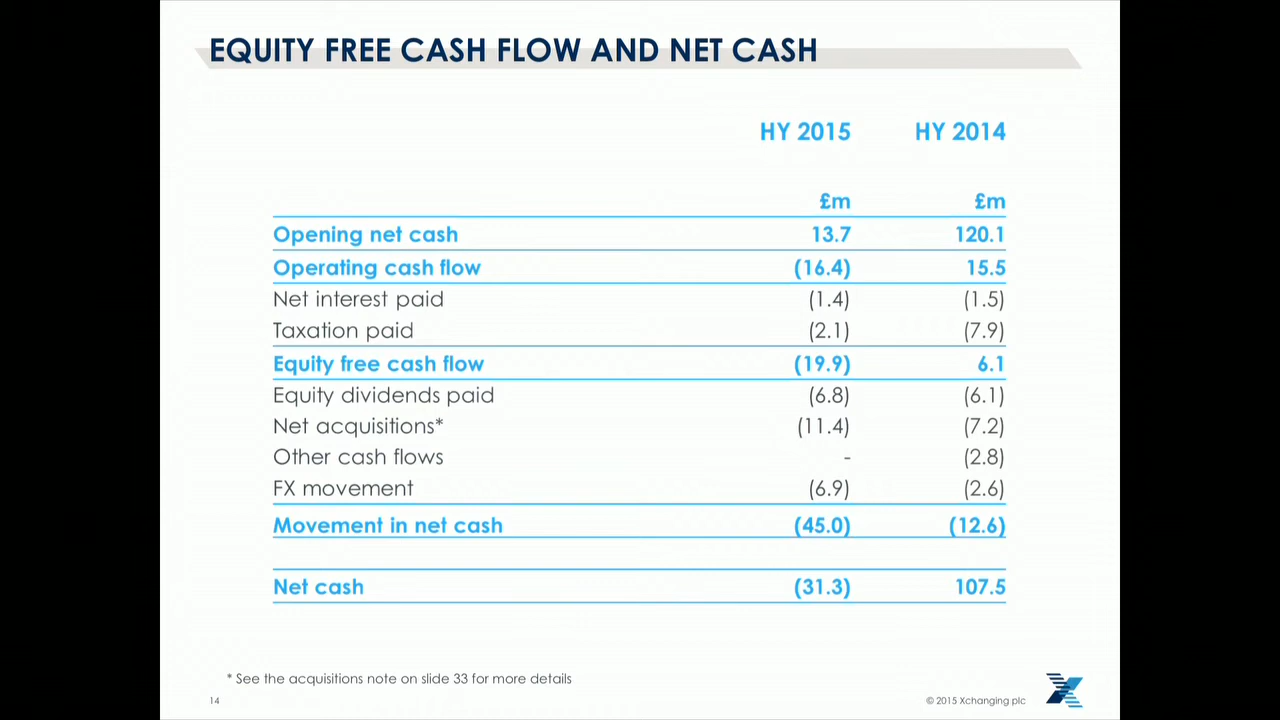 EQUITY FREE CASH FLOW AND NET CASH
HY 2015 HY 2014
£m £m
Opening net cash 13.7 120.1
Operating cash flow (16.4) 15.5
Net interest paid (1.4) (1.5)
Taxation paid (2.1) (7.9)
Equity free cash flow (19.9) 6.1
Equity dividends paid (6.8) (6.1)
Net acquisitions* (11.4) (7.2)
Other cash flows - (2.8)
FX movement (6.9) (2.6)
Movement in net cash (45.0) (12.6)
Net cash (31.3) 107.5
* See the acquisitions note on slide 33 for more details
14 © 2015 Xchanging plc